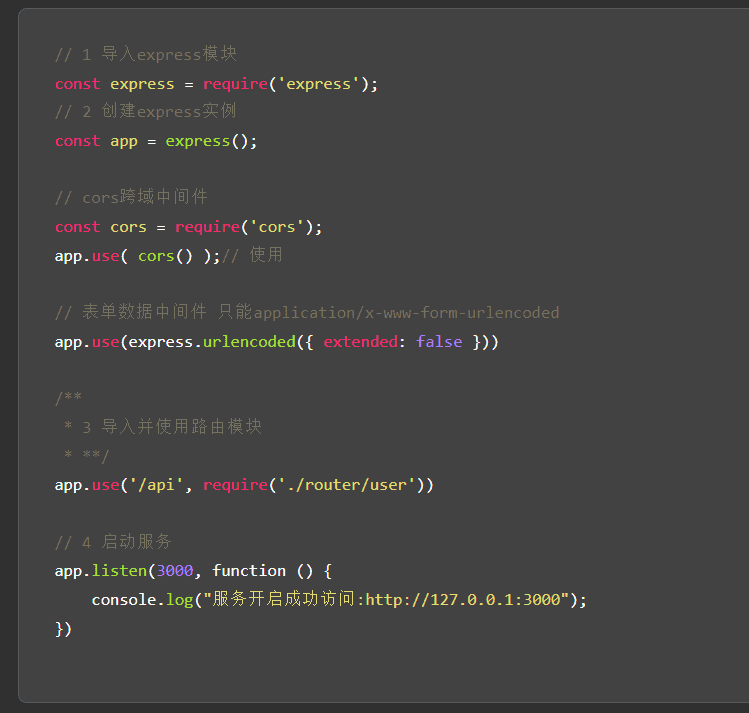 // 1 导入express模块
const express = require('express');
// 2 创建express实例
const app = express();
// cors跨域中间件
const cors = require('cors');
app.use( cors() );// 使用
// 表单数据中间件 只能application/x-www-form-urlencoded
app.use(express.urlencoded({ extended: false }))
/**
 * 3 导入并使用路由模块
 * **/
app.use('/api', require('./router/user'))
// 4 启动服务
app.listen(3000, function () {
    console.log("服务开启成功访问:http://127.0.0.1:3000");
})